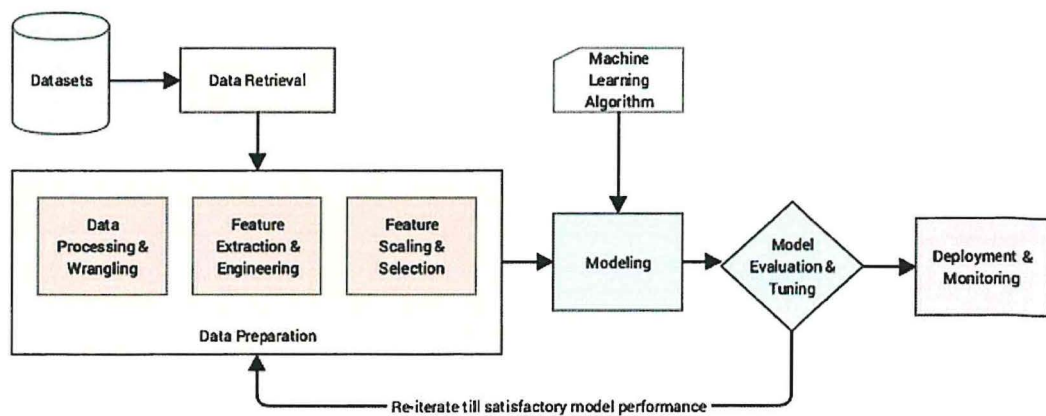 Datasets
Data Retrieval
Machine
Learning
Algorithm
Data
Processing &
Wrangling
Feature
Extraction &
Engineering
Feature
Scaling &
Selection
Data Preparation
Modeling
Model
Evaluation &
Tuning
Deployment &
Monitoring
Re-iterate till satisfactory model performance